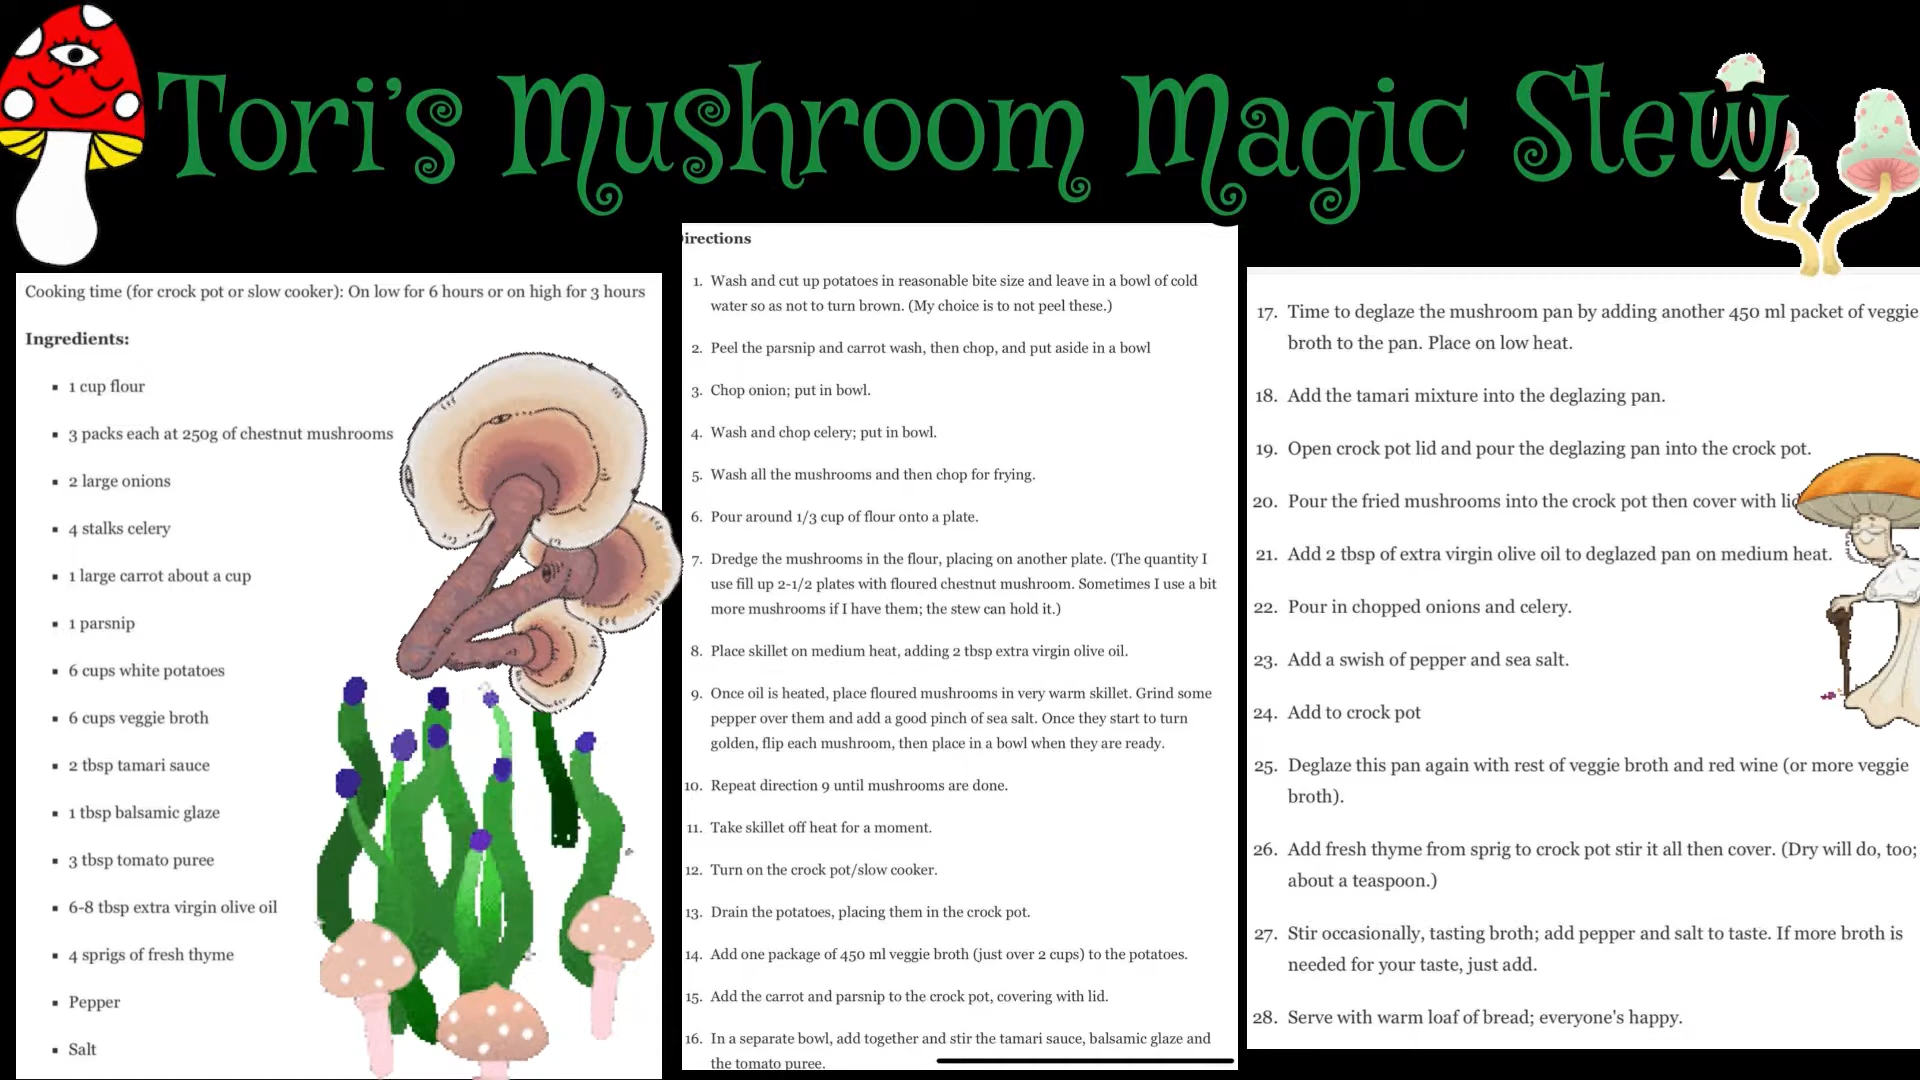 Tori's Mushroom Magic Stew
Cooking time (for crock pot or slow cooker): On low for 6 hours or on high for 3 hours
Ingredients:
▪ 1 cup flour
▪ 3 packs each at 250g of chestnut mushrooms
▪ 2 large onions
▪ 4 stalks celery
▪ 1 large carrot about a cup
▪ 1 parsnip
▪ 6 cups white potatoes
▪ 6 cups veggie broth
▪ 2 tbsp tamari sauce
▪ 1 tbsp balsamic glaze
▪ 3 tbsp tomato puree
▪ 6-8 tbsp extra virgin olive oil
▪ 4 sprigs of fresh thyme
▪ Pepper
▪ Salt
irections
1. Wash and cut up potatoes in reasonable bite size and leave in a bowl of cold
water so as not to turn brown. (My choice is to not peel these.)
2. Peel the parsnip and carrot wash, then chop, and put aside in a bowl
3. Chop onion; put in bowl.
4. Wash and chop celery; put in bowl.
5. Wash all the mushrooms and then chop for frying.
6. Pour around 1/3 cup of flour onto a plate.
7. Dredge the mushrooms in the flour, placing on another plate. (The quantity I
use fill up 2-1/2 plates with floured chestnut mushroom. Sometimes I use a bit
more mushrooms if I have them; the stew can hold it.)
8. Place skillet on medium heat, adding 2 tbsp extra virgin olive oil.
9. Once oil is heated, place floured mushrooms in very warm skillet. Grind some
pepper over them and add a good pinch of sea salt. Once they start to turn
golden, flip each mushroom, then place in a bowl when they are ready.
10. Repeat direction 9 until mushrooms are done.
11. Take skillet off heat for a moment.
12. Turn on the crock pot/slow cooker.
13. Drain the potatoes, placing them in the crock pot.
14. Add one package of 450 ml veggie broth (just over 2 cups) to the potatoes.
15. Add the carrot and parsnip to the crock pot, covering with lid.
16. In a separate bowl, add together and stir the tamari sauce, balsamic glaze and
the tomato puree.
17. Time to deglaze the mushroom pan by adding another 450 ml packet of veggie
broth to the pan. Place on low heat.
18. Add the tamari mixture into the deglazing pan.
19. Open crock pot lid and pour the deglazing pan into the crock pot.
20. Pour the fried mushrooms into the crock pot then cover with lid
21. Add 2 tbsp of extra virgin olive oil to deglazed pan on medium heat.
22. Pour in chopped onions and celery.
23. Add a swish of pepper and sea salt.
24. Add to crock pot
25. Deglaze this pan again with rest of veggie broth and red wine (or more veggie
broth).
26. Add fresh thyme from sprig to crock pot stir it all then cover. (Dry will do, too;
about a teaspoon.)
27. Stir occasionally, tasting broth; add pepper and salt to taste. If more broth is
needed for your taste, just add.
28. Serve with warm loaf of bread; everyone's happy.